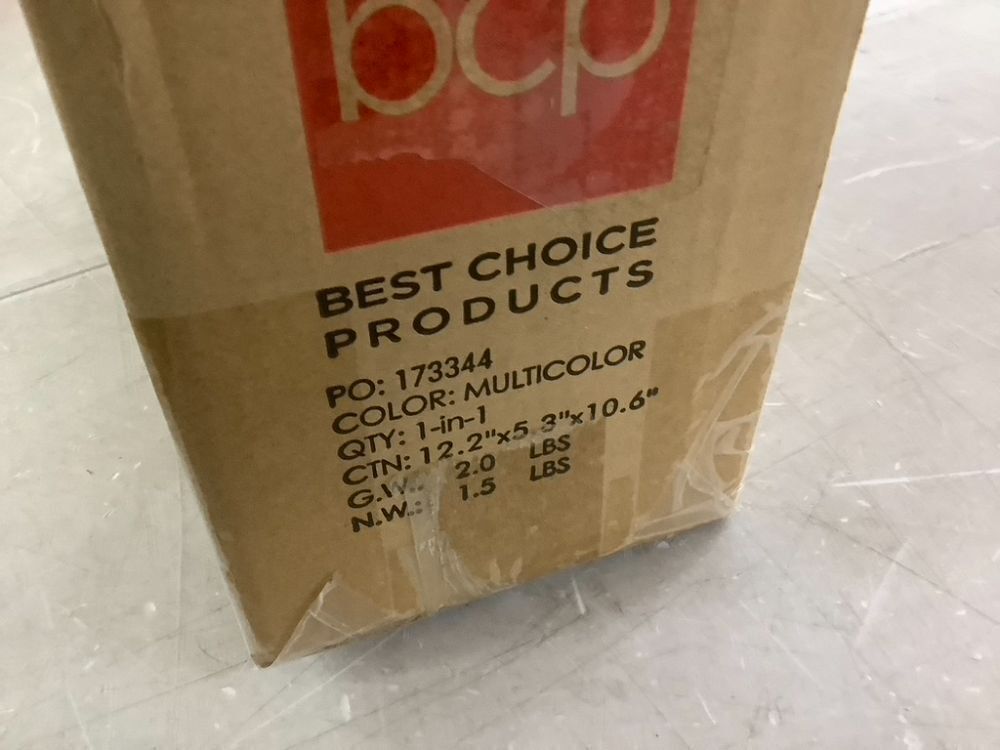 bcp
BEST CHOICE
PRODUCTS
PO: 173344
COLOR: MULTICOLOR
QTY: 1-in-1
CTN: 12.2"x5.3"x10.6"
G.W.: 2.0 LBS
N.W.: 1.5 LBS